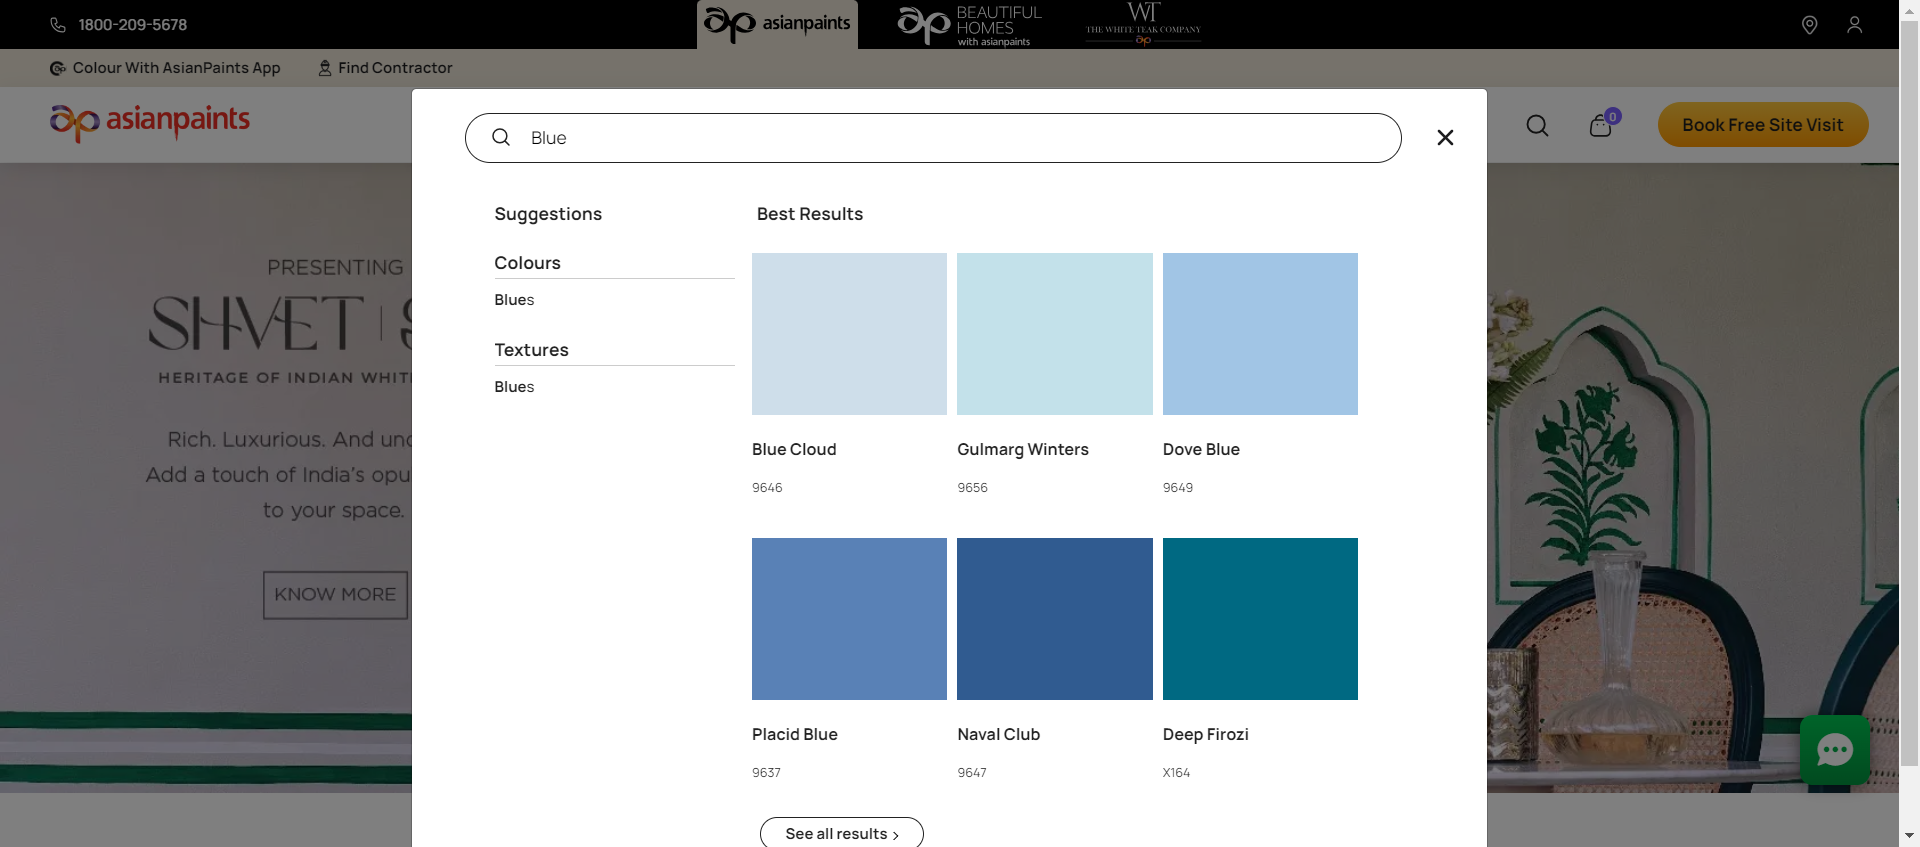 1800-209-5678
asianpaints
BEAUTIFUL
HOMES
with asianpaints
WT
THE WHITE TEAK COMPANY
Colour With AsianPaints App
Find Contractor
asianpaints
Blue
0
Book Free Site Visit
Suggestions
Best Results
Colours
Blues
Textures
Blues
Blue Cloud
9646
Gulmarg Winters
9656
Dove Blue
9649
Placid Blue
9637
Naval Club
9647
Deep Firozi
X164
See all results
PRESENTING
SHVET
HERITAGE OF INDIAN
Rich. Luxurious. And
Add a touch of India's
to your space.
KNOW MORE